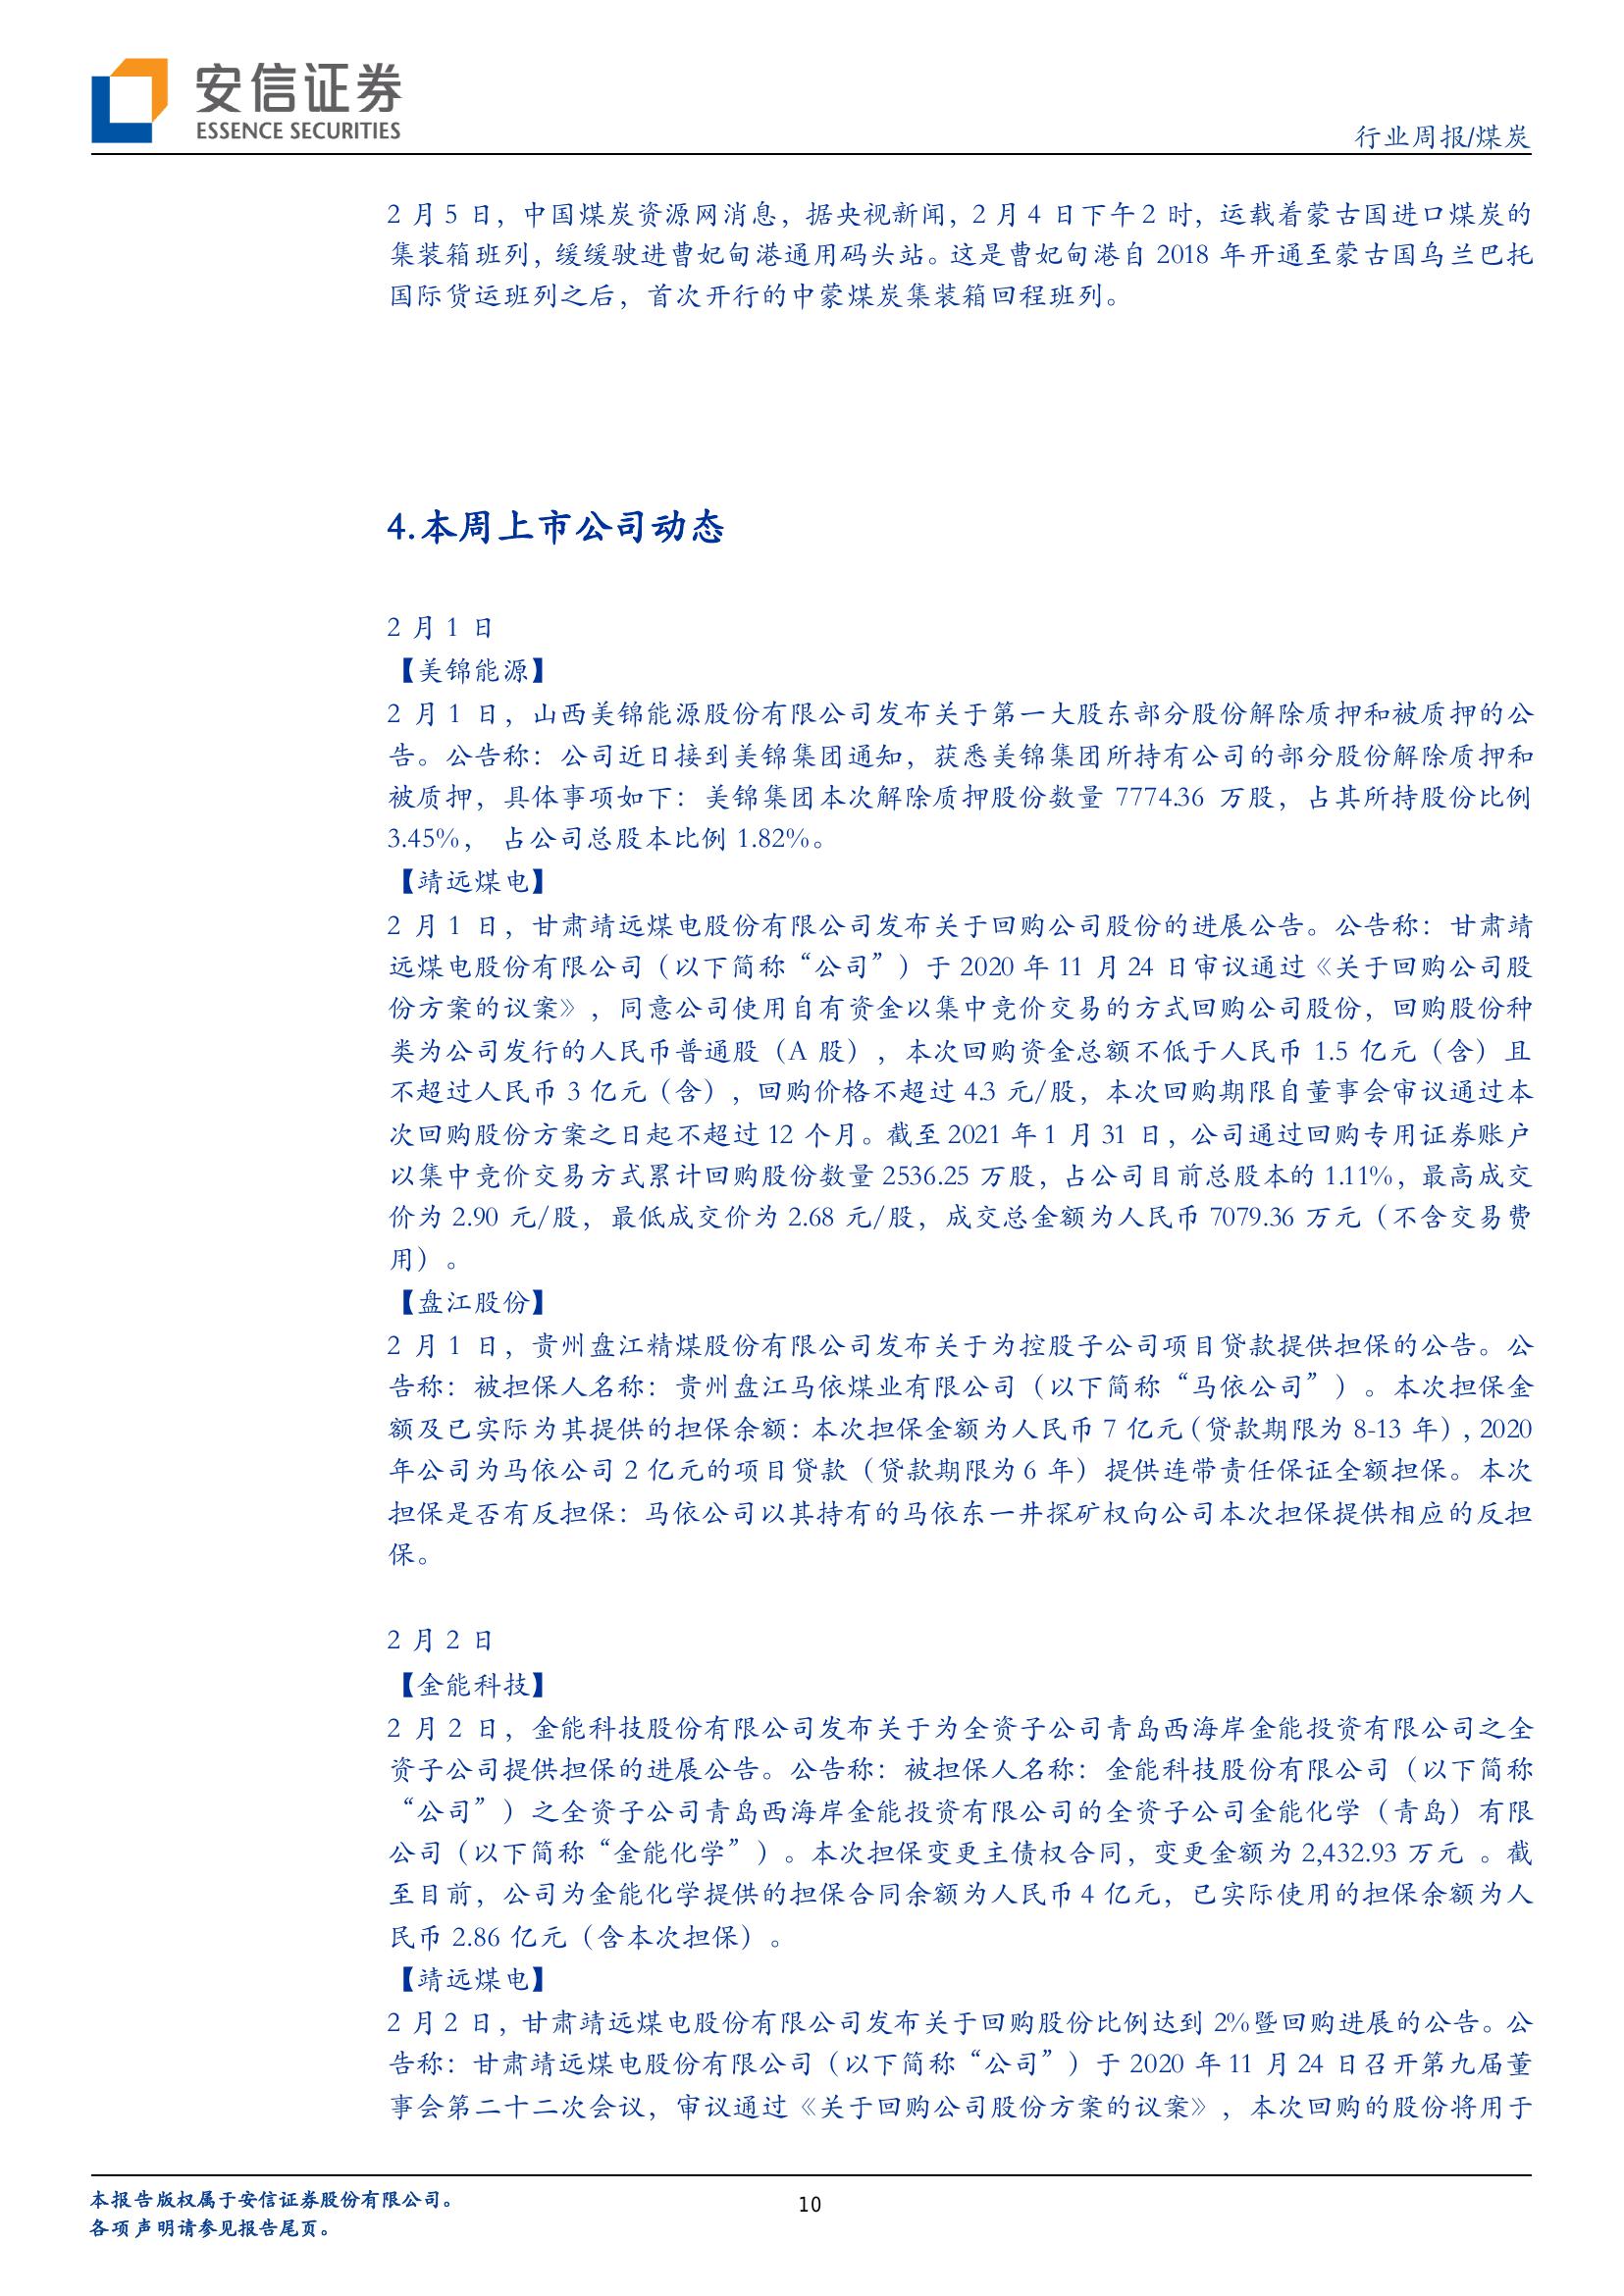 安信证券
ESSENCE SECURITIES
行业周报/煤炭
2 月 5 日，中国煤炭资源网消息，据央视新闻，2 月 4 日下午 2 时，运载着蒙古国进口煤炭的
集装箱班列，缓缓驶进曹妃甸港通用码头站。这是曹妃甸港自 2018 年开通至蒙古国乌兰巴托
国际货运班列之后，首次开行的中蒙煤炭集装箱回程班列。
4.本周上市公司动态
2 月 1 日
【美锦能源】
2 月 1 日，山西美锦能源股份有限公司发布关于第一大股东部分股份解除质押和被质押的公
告。公告称：公司近日接到美锦集团通知，获悉美锦集团所持有公司的部分股份解除质押和
被质押，具体事项如下：美锦集团本次解除质押股份数量 7774.36 万股，占其所持股份比例
3.45%， 占公司总股本比例 1.82%。
【靖远煤电】
2 月 1 日，甘肃靖远煤电股份有限公司发布关于回购公司股份的进展公告。公告称：甘肃靖
远煤电股份有限公司（以下简称“公司”）于 2020 年 11 月 24 日审议通过《关于回购公司股
份方案的议案》，同意公司使用自有资金以集中竞价交易的方式回购公司股份，回购股份种
类为公司发行的人民币普通股（A 股），本次回购资金总额不低于人民币 1.5 亿元（含）且
不超过人民币 3 亿元（含），回购价格不超过 4.3 元/股，本次回购期限自董事会审议通过本
次回购股份方案之日起不超过 12 个月。截至 2021 年 1 月 31 日，公司通过回购专用证券账户
以集中竞价交易方式累计回购股份数量 2536.25 万股，占公司目前总股本的 1.11%，最高成交
价为 2.90 元/股，最低成交价为 2.68 元/股，成交总金额为人民币 7079.36 万元（不含交易费
用）。
【盘江股份】
2 月 1 日，贵州盘江精煤股份有限公司发布关于为控股子公司项目贷款提供担保的公告。公
告称：被担保人名称：贵州盘江马依煤业有限公司（以下简称“马依公司”）。本次担保金
额及已实际为其提供的担保余额：本次担保金额为人民币 7 亿元（贷款期限为 8-13 年），2020
年公司为马依公司 2 亿元的项目贷款（贷款期限为 6 年）提供连带责任保证全额担保。本次
担保是否有反担保：马依公司以其持有的马依东一井探矿权向公司本次担保提供相应的反担
保。
2 月 2 日
【金能科技】
2 月 2 日，金能科技股份有限公司发布关于为全资子公司青岛西海岸金能投资有限公司之全
资子公司提供担保的进展公告。公告称：被担保人名称：金能科技股份有限公司（以下简称
“公司”）之全资子公司青岛西海岸金能投资有限公司的全资子公司金能化学（青岛）有限
公司（以下简称“金能化学”）。本次担保变更主债权合同，变更金额为 2,432.93 万元 。截
至目前，公司为金能化学提供的担保合同余额为人民币 4 亿元，已实际使用的担保余额为人
民币 2.86 亿元（含本次担保）。
【靖远煤电】
2 月 2 日，甘肃靖远煤电股份有限公司发布关于回购股份比例达到 2%暨回购进展的公告。公
告称：甘肃靖远煤电股份有限公司（以下简称“公司”）于 2020 年 11 月 24 日召开第九届董
事会第二十二次会议，审议通过《关于回购公司股份方案的议案》，本次回购的股份将用于
本报告版权属于安信证券股份有限公司。
各项声明请参见报告尾页。
10